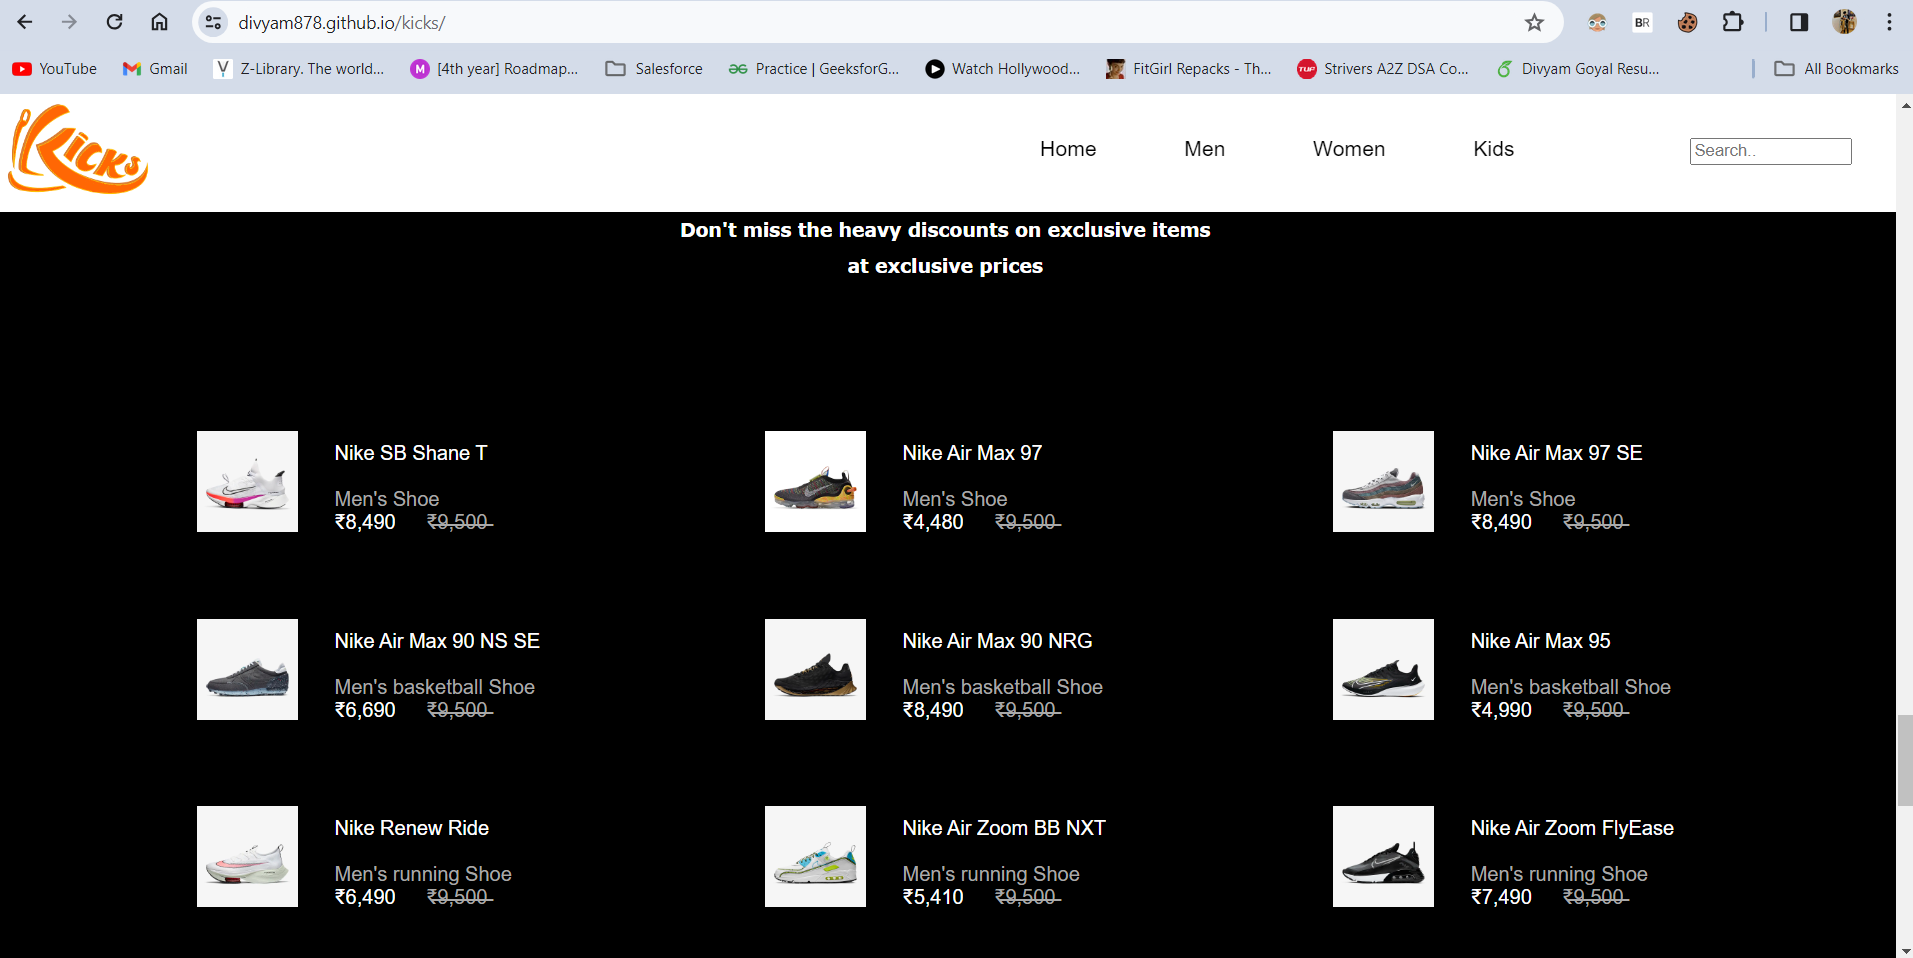 divyam878.github.io/kicks/
BR
YouTube
Gmail
Z-Library. The world...
M [4th year] Roadmap...
Salesforce
Practice | GeeksforG...
Watch Hollywood...
FitGirl Repacks - Th...
TUF Strivers A2Z DSA Co...
Divyam Goyal Resu...
All Bookmarks
Kicks
Home
Men
Women
Kids
Search..
Don't miss the heavy discounts on exclusive items
at exclusive prices
Nike SB Shane T
Men's Shoe
₹8,490 ₹9,500
Nike Air Max 97
Men's Shoe
₹4,480 ₹9,500
Nike Air Max 97 SE
Men's Shoe
₹8,490 ₹9,500
Nike Air Max 90 NS SE
Men's basketball Shoe
₹6,690 ₹9,500
Nike Air Max 90 NRG
Men's basketball Shoe
₹8,490 ₹9,500
Nike Air Max 95
Men's basketball Shoe
₹4,990 ₹9,500
Nike Renew Ride
Men's running Shoe
₹6,490 ₹9,500
Nike Air Zoom BB NXT
Men's running Shoe
₹5,410 ₹9,500
Nike Air Zoom FlyEase
Men's running Shoe
₹7,490 ₹9,500